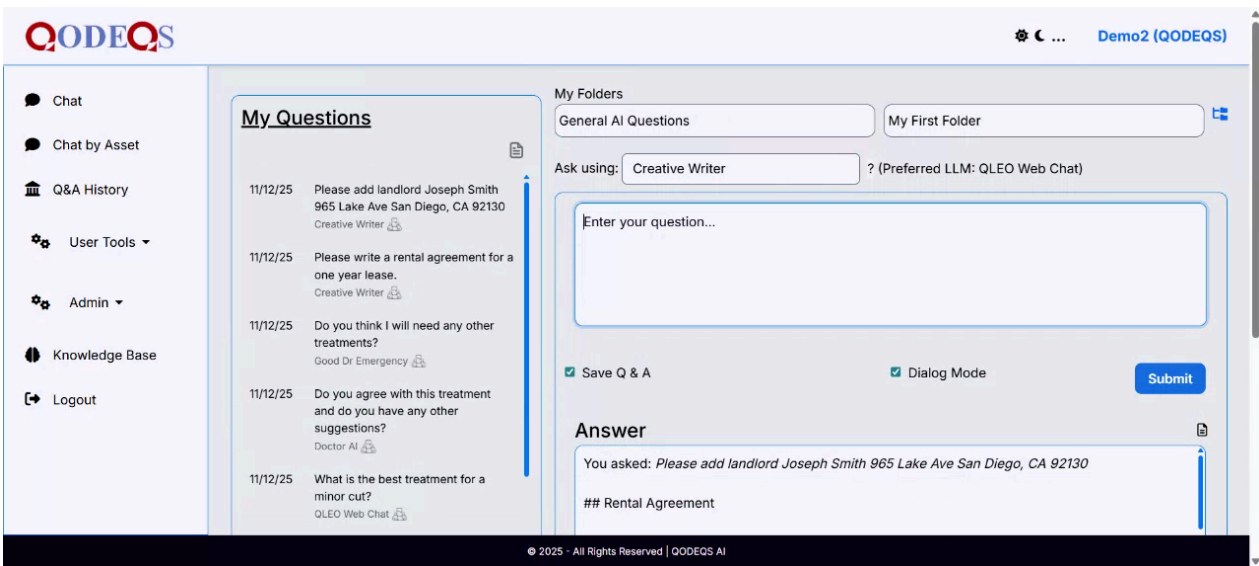 QODEQS
...
Demo2 (QODEQS)
Chat
Chat by Asset
Q&A History
User Tools
Admin
Knowledge Base
Logout
My Questions
11/12/25
Please add landlord Joseph Smith
965 Lake Ave San Diego, CA 92130
Creative Writer
11/12/25
Please write a rental agreement for a
one year lease.
Creative Writer
11/12/25
Do you think I will need any other
treatments?
Good Dr Emergency
11/12/25
Do you agree with this treatment
and do you have any other
suggestions?
Doctor AI
11/12/25
What is the best treatment for a
minor cut?
QLEO Web Chat
My Folders
General AI Questions
My First Folder
Ask using:
Creative Writer
? (Preferred LLM: QLEO Web Chat)
Enter your question...
Save Q & A
Dialog Mode
Submit
Answer
You asked: Please add landlord Joseph Smith 965 Lake Ave San Diego, CA 92130
## Rental Agreement
© 2025 - All Rights Reserved | QODEQS AI